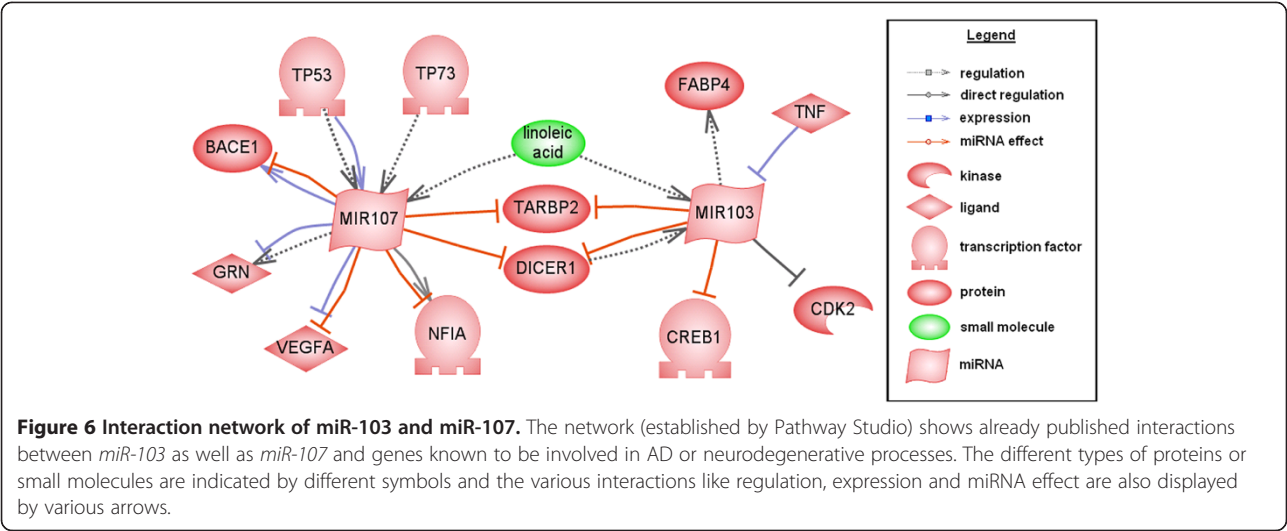 TP53
TP73
FABP4
TNF
BACE1
linoleic
acid
MIR107
TARBP2
MIR103
GRN
DICER1
VEGFA
NFIA
CREB1
CDK2
Legend
regulation
direct regulation
expression
miRNA effect
kinase
ligand
transcription factor
protein
small molecule
miRNA
Figure 6 Interaction network of miR-103 and miR-107. The network (established by Pathway Studio) shows already published interactions
between miR-103 as well as miR-107 and genes known to be involved in AD or neurodegenerative processes. The different types of proteins or
small molecules are indicated by different symbols and the various interactions like regulation, expression and miRNA effect are also displayed
by various arrows.